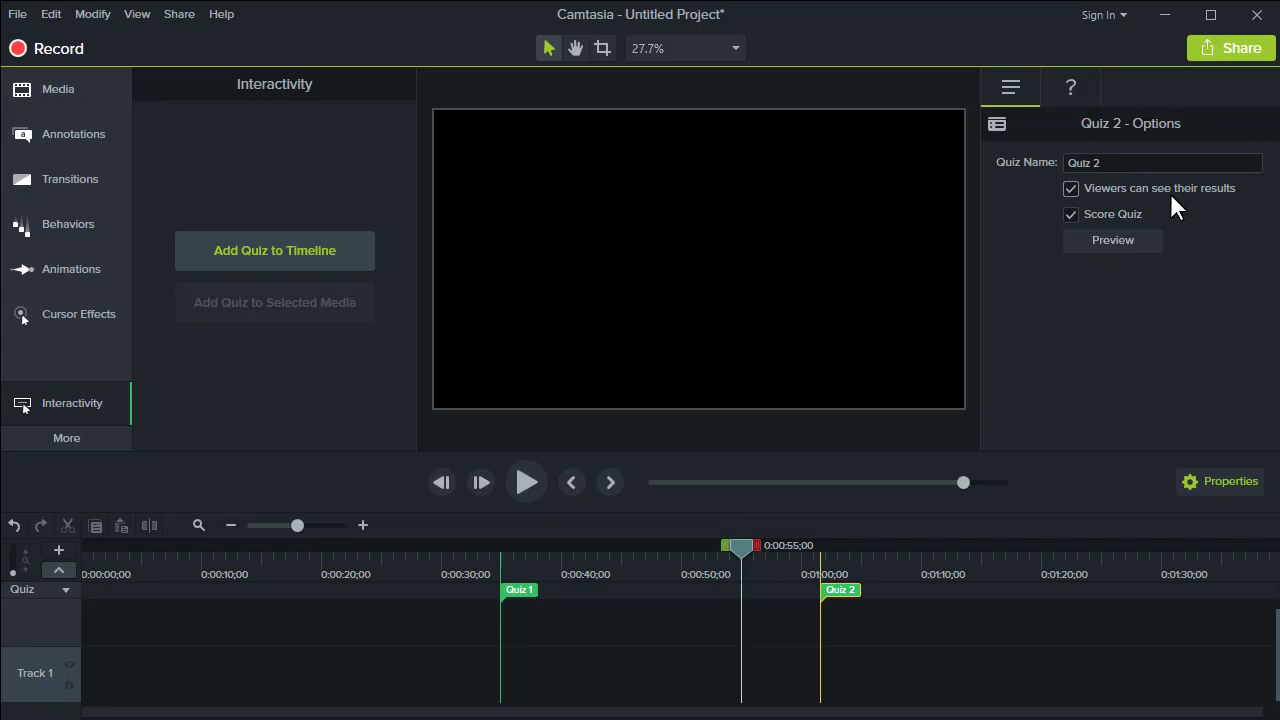 File Edit Modify View Share Help
Camtasia - Untitled Project*
Sign In
Record
27.7%
Share
Media
Annotations
Transitions
Behaviors
Animations
Cursor Effects
Interactivity
More
Interactivity
Add Quiz to Timeline
Add Quiz to Selected Media
?
Quiz 2 - Options
Quiz Name: Quiz 2
Viewers can see their results
Score Quiz
Preview
Properties
0:00:55;00
0:00:00;00 0:00:10;00 0:00:20;00 0:00:30;00 0:00:40;00 0:00:50;00 0:01:00;00 0:01:10;00 0:01:20;00 0:01:30;00
Quiz Quiz 1 Quiz 2
Track 1